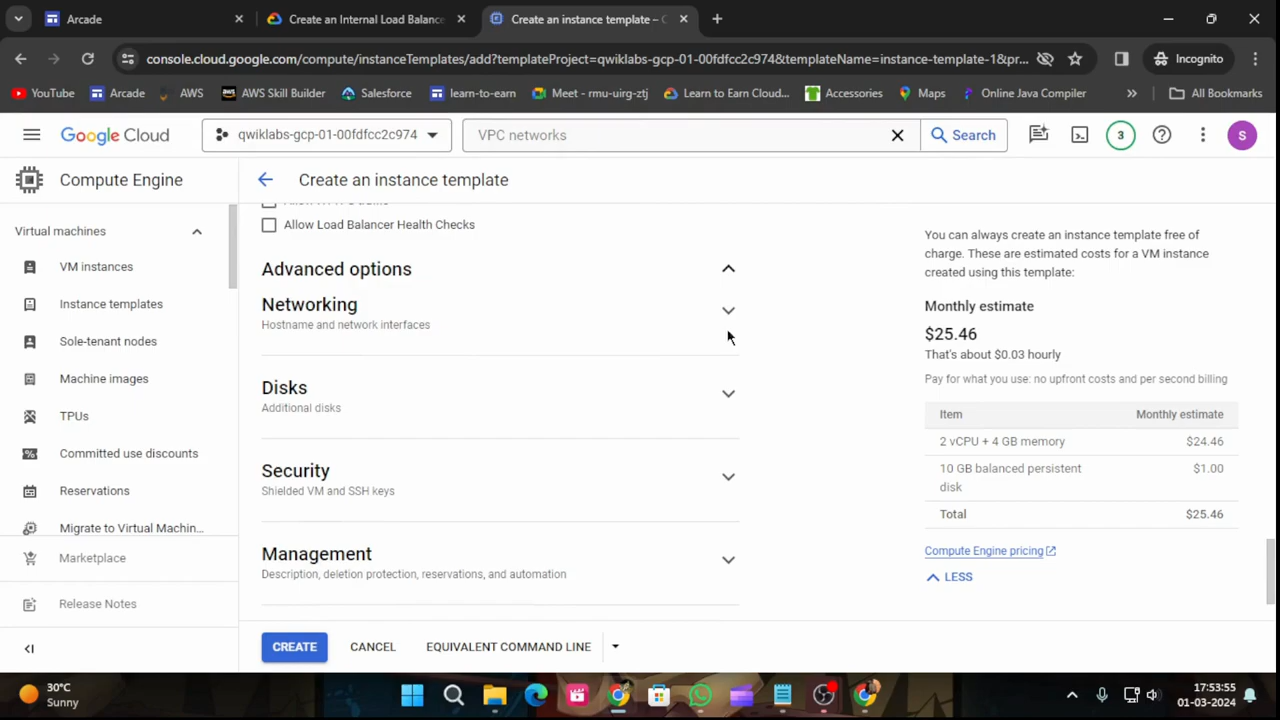 Arcade
Create an Internal Load Balance
Create an instance template – C
console.cloud.google.com/compute/instanceTemplates/add?templateProject=qwiklabs-gcp-01-00fdfcc2c974&templateName=instance-template-1&pr...
Incognito
YouTube
Arcade
AWS
AWS Skill Builder
Salesforce
learn-to-earn
Meet - rmu-uirg-ztj
Learn to Earn Cloud...
Accessories
Maps
Online Java Compiler
All Bookmarks
Google Cloud
qwiklabs-gcp-01-00fdfcc2c974
VPC networks
Search
3
S
Compute Engine
Create an instance template
Virtual machines
VM instances
Instance templates
Sole-tenant nodes
Machine images
TPUs
Committed use discounts
Reservations
Migrate to Virtual Machin...
Marketplace
Release Notes
Allow Load Balancer Health Checks
Advanced options
Networking
Hostname and network interfaces
Disks
Additional disks
Security
Shielded VM and SSH keys
Management
Description, deletion protection, reservations, and automation
CREATE
CANCEL
EQUIVALENT COMMAND LINE
You can always create an instance template free of
charge. These are estimated costs for a VM instance
created using this template:
Monthly estimate
$25.46
That's about $0.03 hourly
Pay for what you use: no upfront costs and per second billing
Item Monthly estimate
2 vCPU + 4 GB memory $24.46
10 GB balanced persistent $1.00
disk
Total $25.46
Compute Engine pricing
LESS
30°C
Sunny
17:53:55
01-03-2024